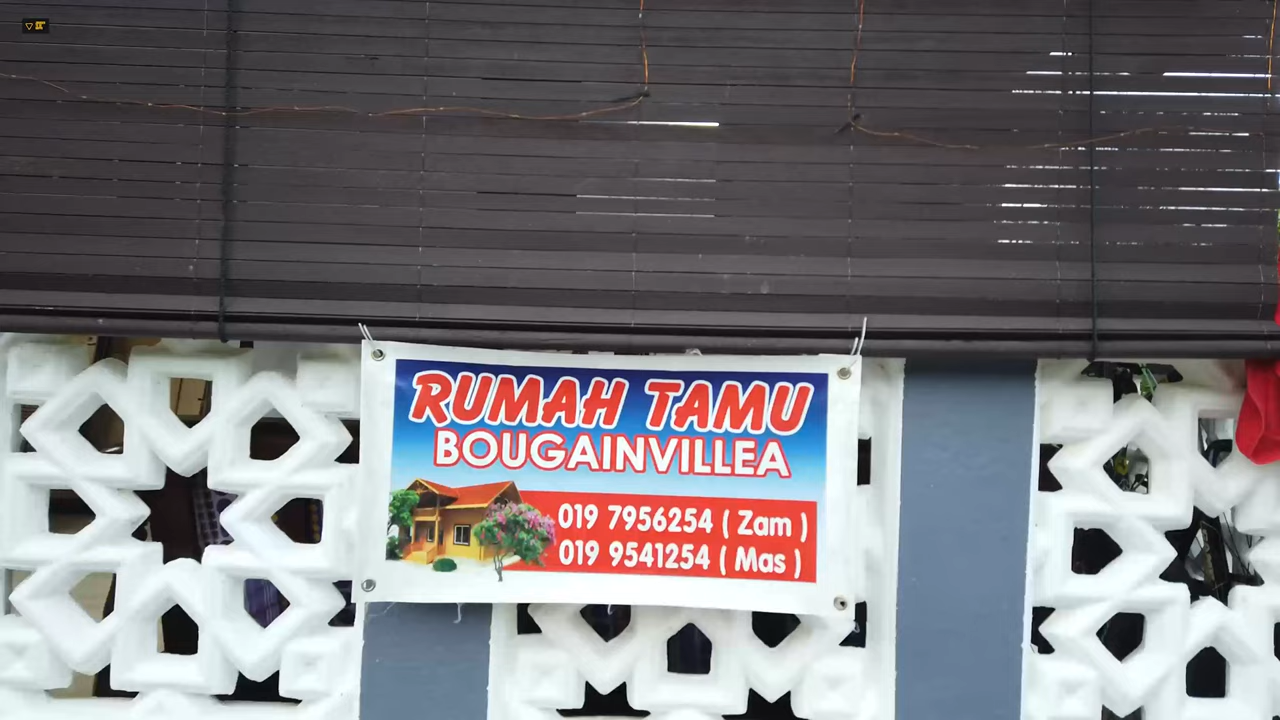 RUMAH TAMU
BOUGAINVILLEA
019 7956254 ( Zam )
019 9541254 ( Mas )